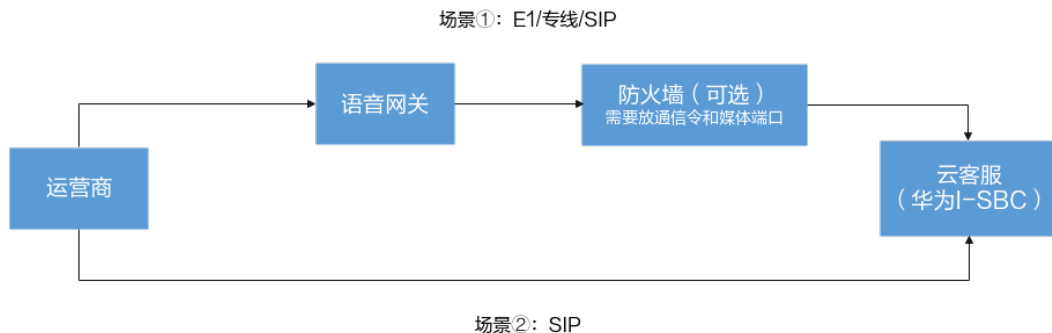 场景①：E1/专线/SIP
语音网关
防火墙（可选）
需要放通信令和媒体端口
运营商
云客服
（华为I-SBC）
场景②：SIP